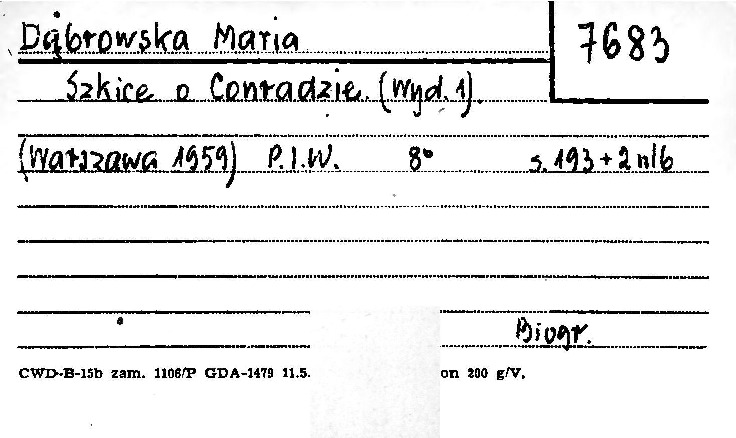 Dąbrowska Maria
7683
Szkice o Conradzie. (Wyd. 1).
(Warszawa 1959) P.I.W. 8° s. 193 + 2 nlb
Biogr.
CWD-B-15b zam. 1106/P GDA-1479 11.5. on 200 g/V.